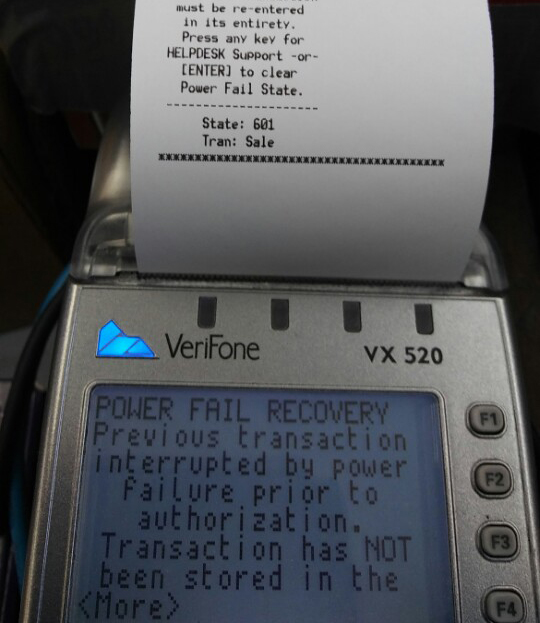 must be re-entered
in its entirety.
Press any key for
HELPDESK Support -or-
[ENTER] to clear
Power Fail State.
--------------------
State: 601
Tran: Sale
************************************
VeriFone
VX 520
POWER FAIL RECOVERY
Previous transaction
interrupted by power
failure prior to
authorization.
Transaction has NOT
been stored in the
<More>
F1
F2
F3
F4